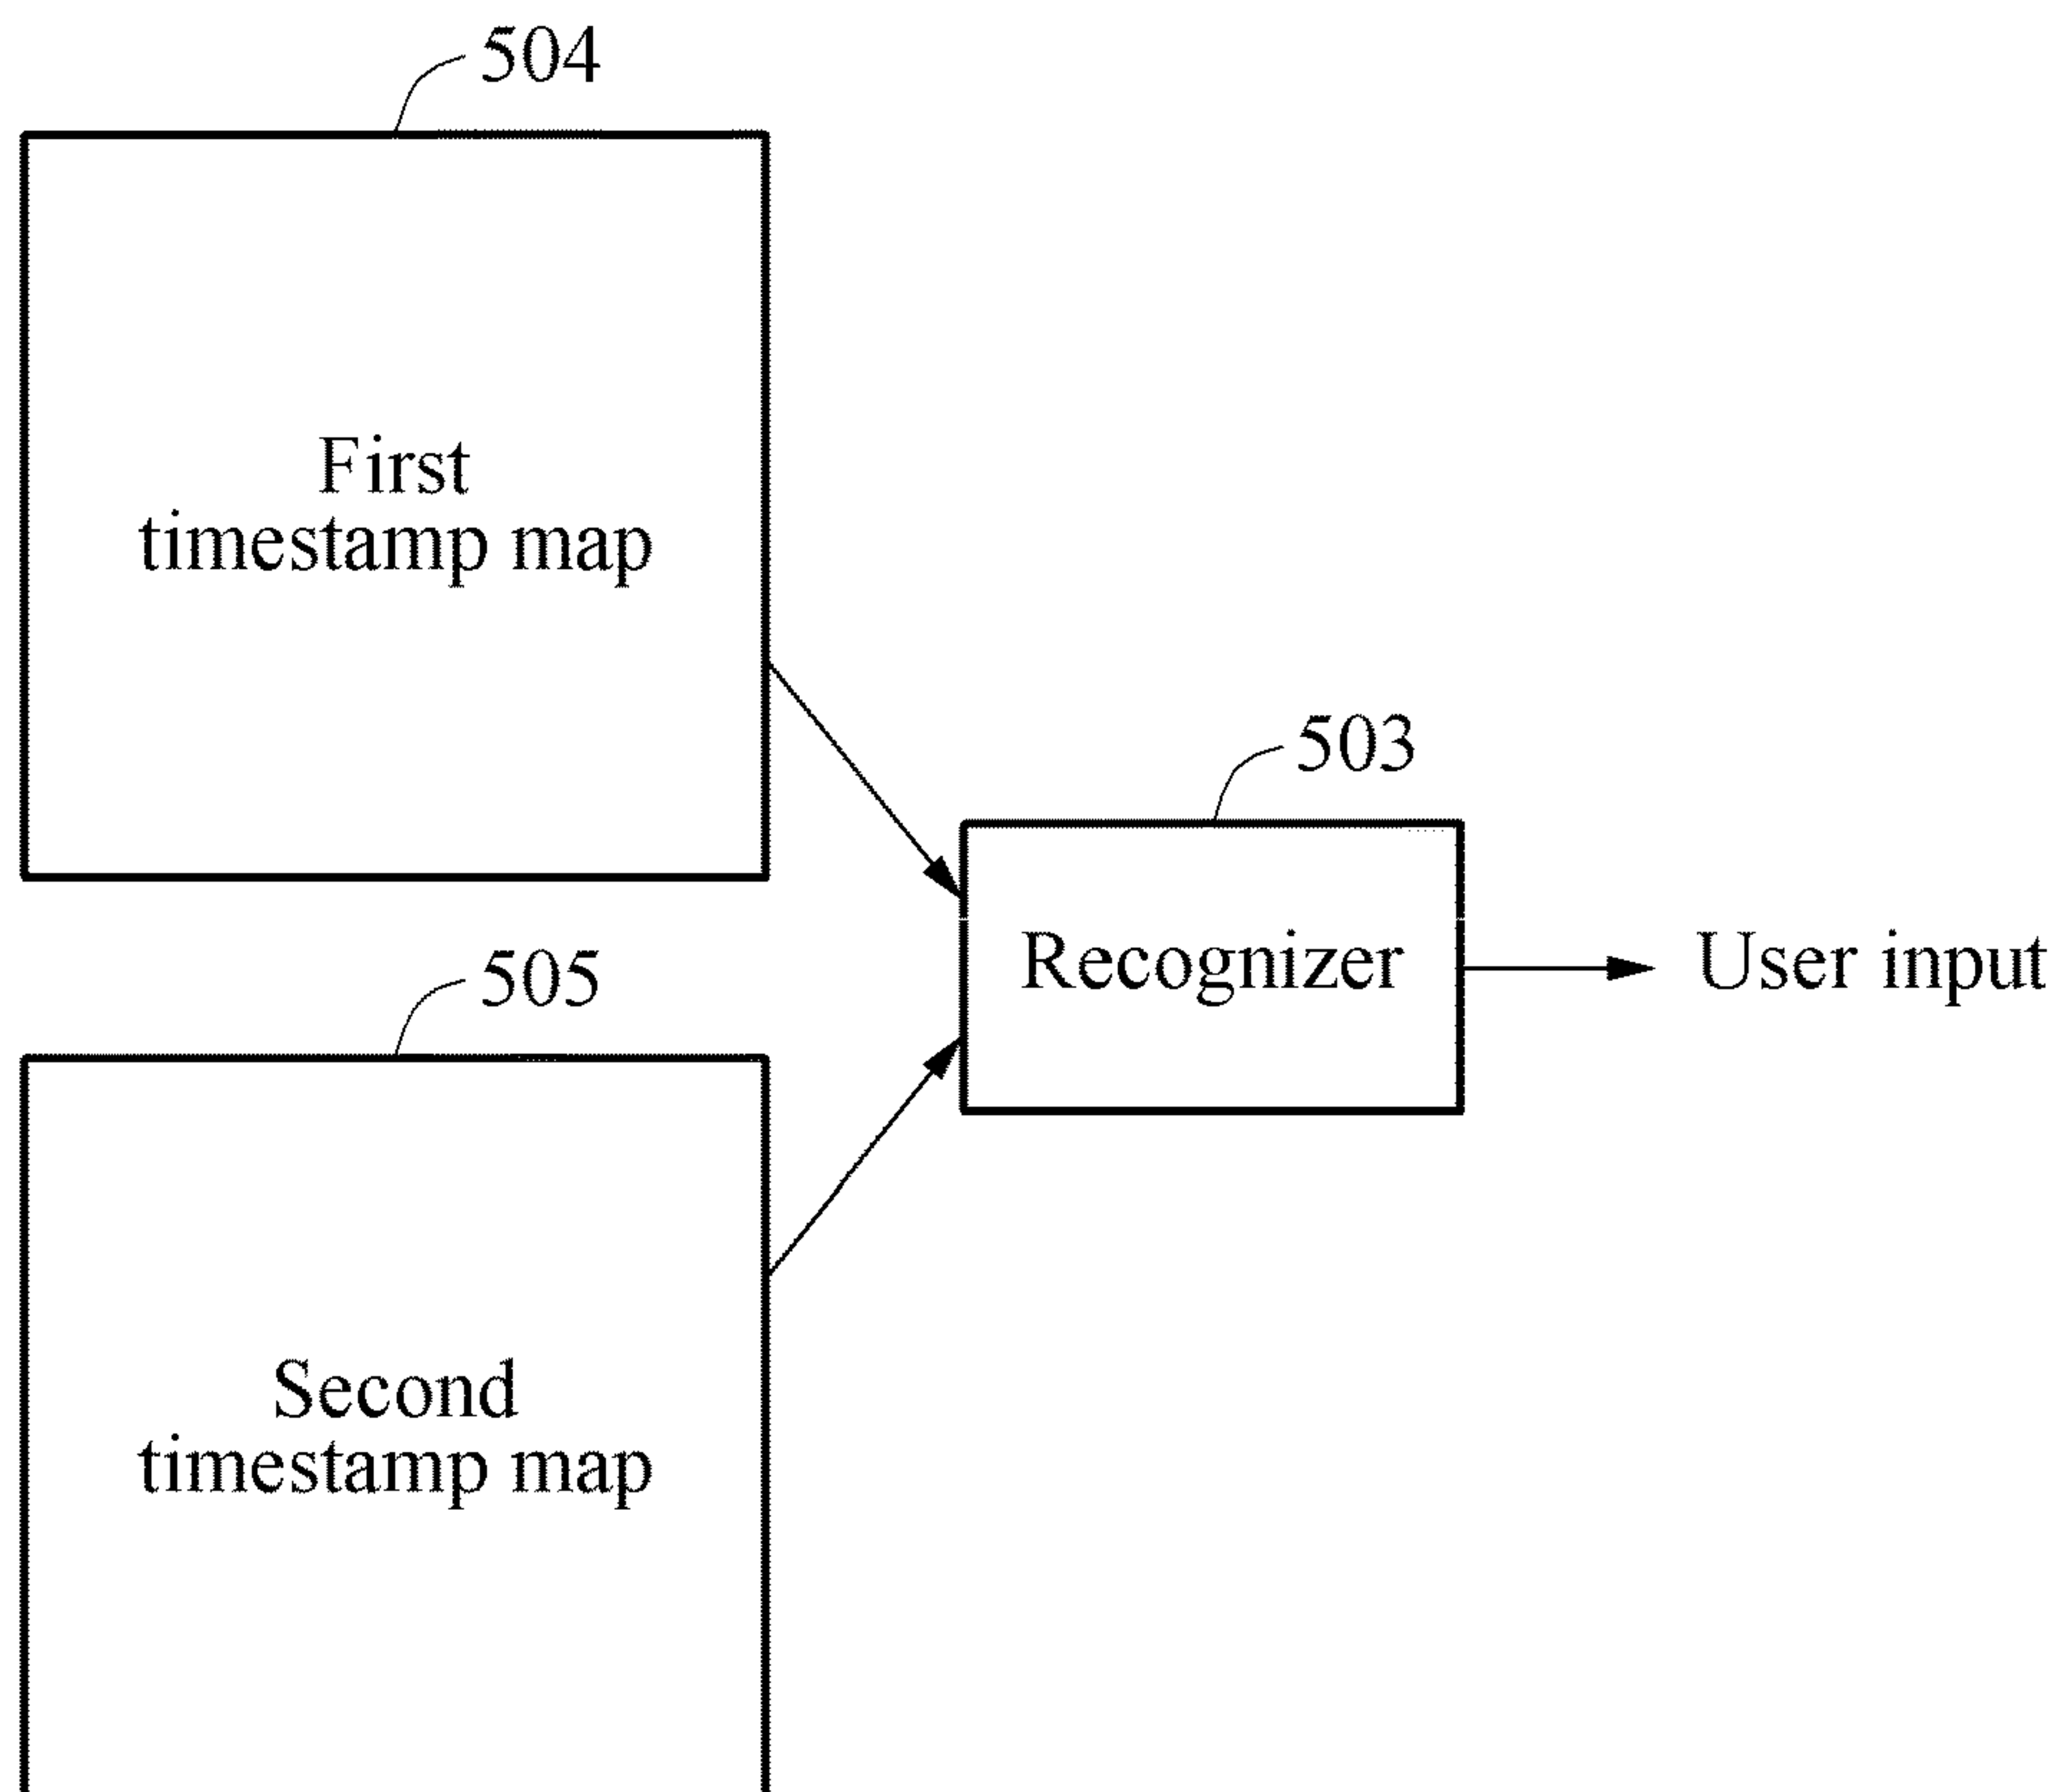 504
First
timestamp map
503
Recognizer
User input
505
Second
timestamp map